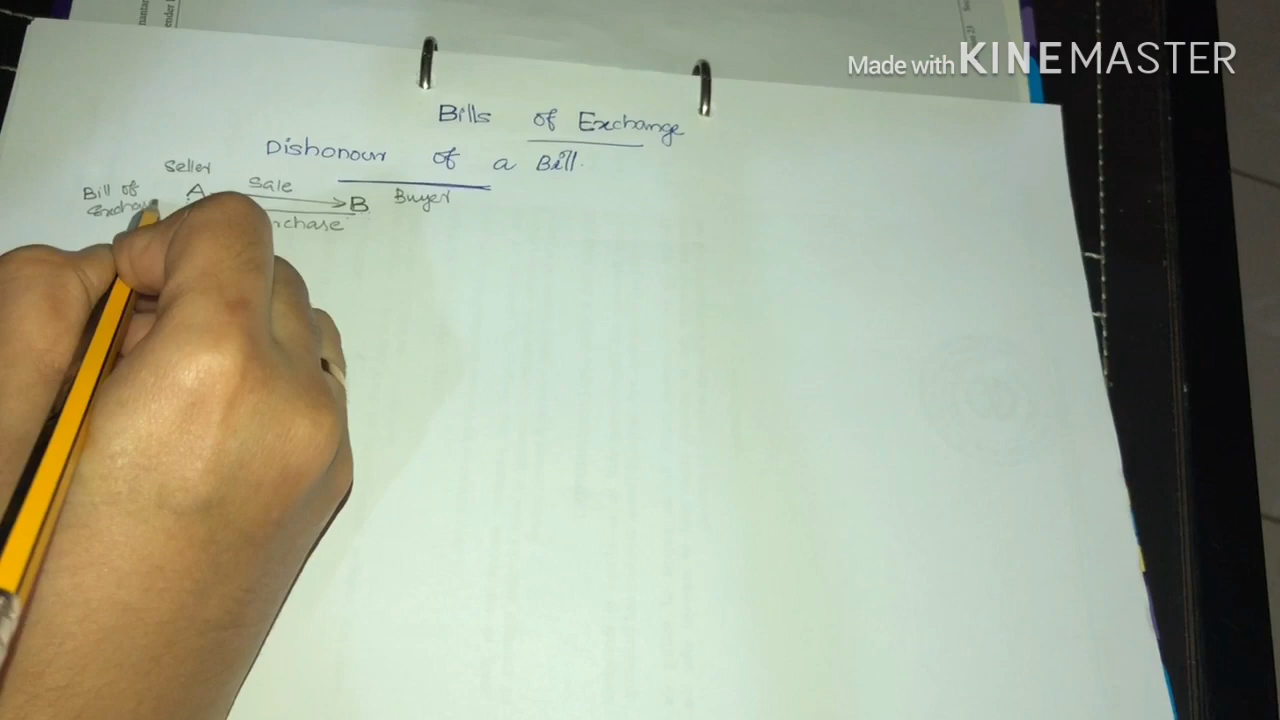 Made with KINEMASTER
Bills of Exchange
Dishonour of a Bill.
Seller
Bill of A Sale B Buyer